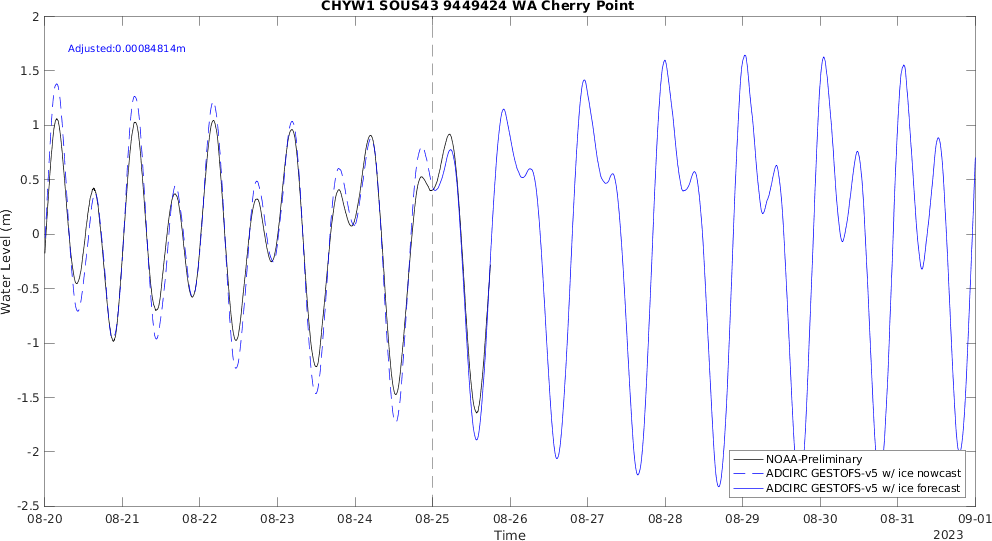 CHYW1 SOUS43 9449424 WA Cherry Point
Adjusted:0.00084814m
Water Level (m)
2
1.5
1
0.5
0
-0.5
-1
-1.5
-2
-2.5
NOAA-Preliminary
ADCIRC GESTOFS-v5 w/ ice nowcast
ADCIRC GESTOFS-v5 w/ ice forecast
08-20 08-21 08-22 08-23 08-24 08-25 08-26 08-27 08-28 08-29 08-30 08-31 09-01
Time
2023